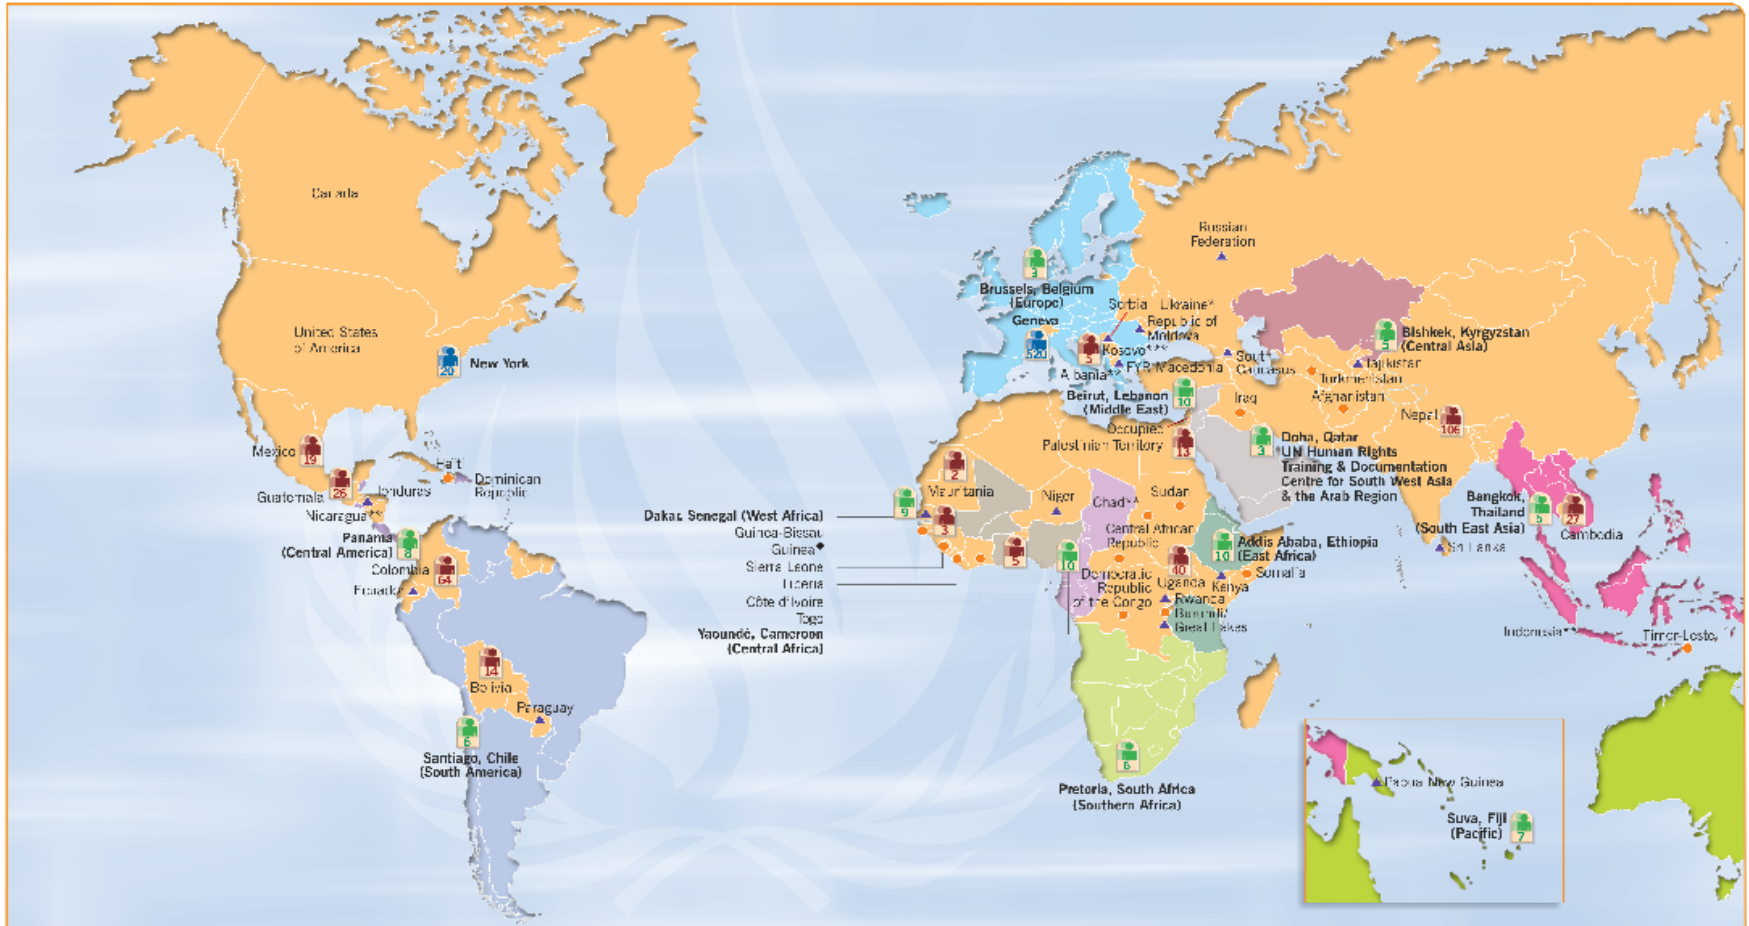 Canada
Russian
Federation
Brussels, Belgium
(Europe)
3
Geneva
520
Serbia
Ukraine*
Republic of
Moldova
Kosovo***
5
Albania**
FYR Macedonia
United States
of America
New York
20
Bishkek, Kyrgyzstan
(Central Asia)
5
Tajikistan
Turkmenistan
Afghanistan
Caucasus
Iraq
Beirut, Lebanon
(Middle East)
10
Occupied
Palestinian Territory
13
Nepal
106
Doha, Qatar
UN Human Rights
Training & Documentation
Centre for South West Asia
& the Arab Region
3
Mexico
19
Haiti
Dominican
Republic
Guatemala
26
Honduras
Nicaragua**
Panama
(Central America)
8
Colombia
64
Ecuador
Bolivia
14
Paraguay
6
Santiago, Chile
(South America)
Mauritania
2
Niger
Chad**
Sudan
9
3
5
10
Dakar, Senegal (West Africa)
Guinea-Bissau
Guinea◆
Sierra Leone
Liberia
Côte d'Ivoire
Togo
Yaoundé, Cameroon
(Central Africa)
Central African
Republic
Democratic
Republic
of the Congo
Uganda
40
Rwanda
Burundi/
Great Lakes
Kenya
Somalia
Addis Ababa, Ethiopia
(East Africa)
10
6
Pretoria, South Africa
(Southern Africa)
Bangkok,
Thailand
(South East Asia)
27
Cambodia
Sri Lanka
Indonesia**
Timor-Leste
Papua New Guinea
Suva, Fiji
(Pacific)
7